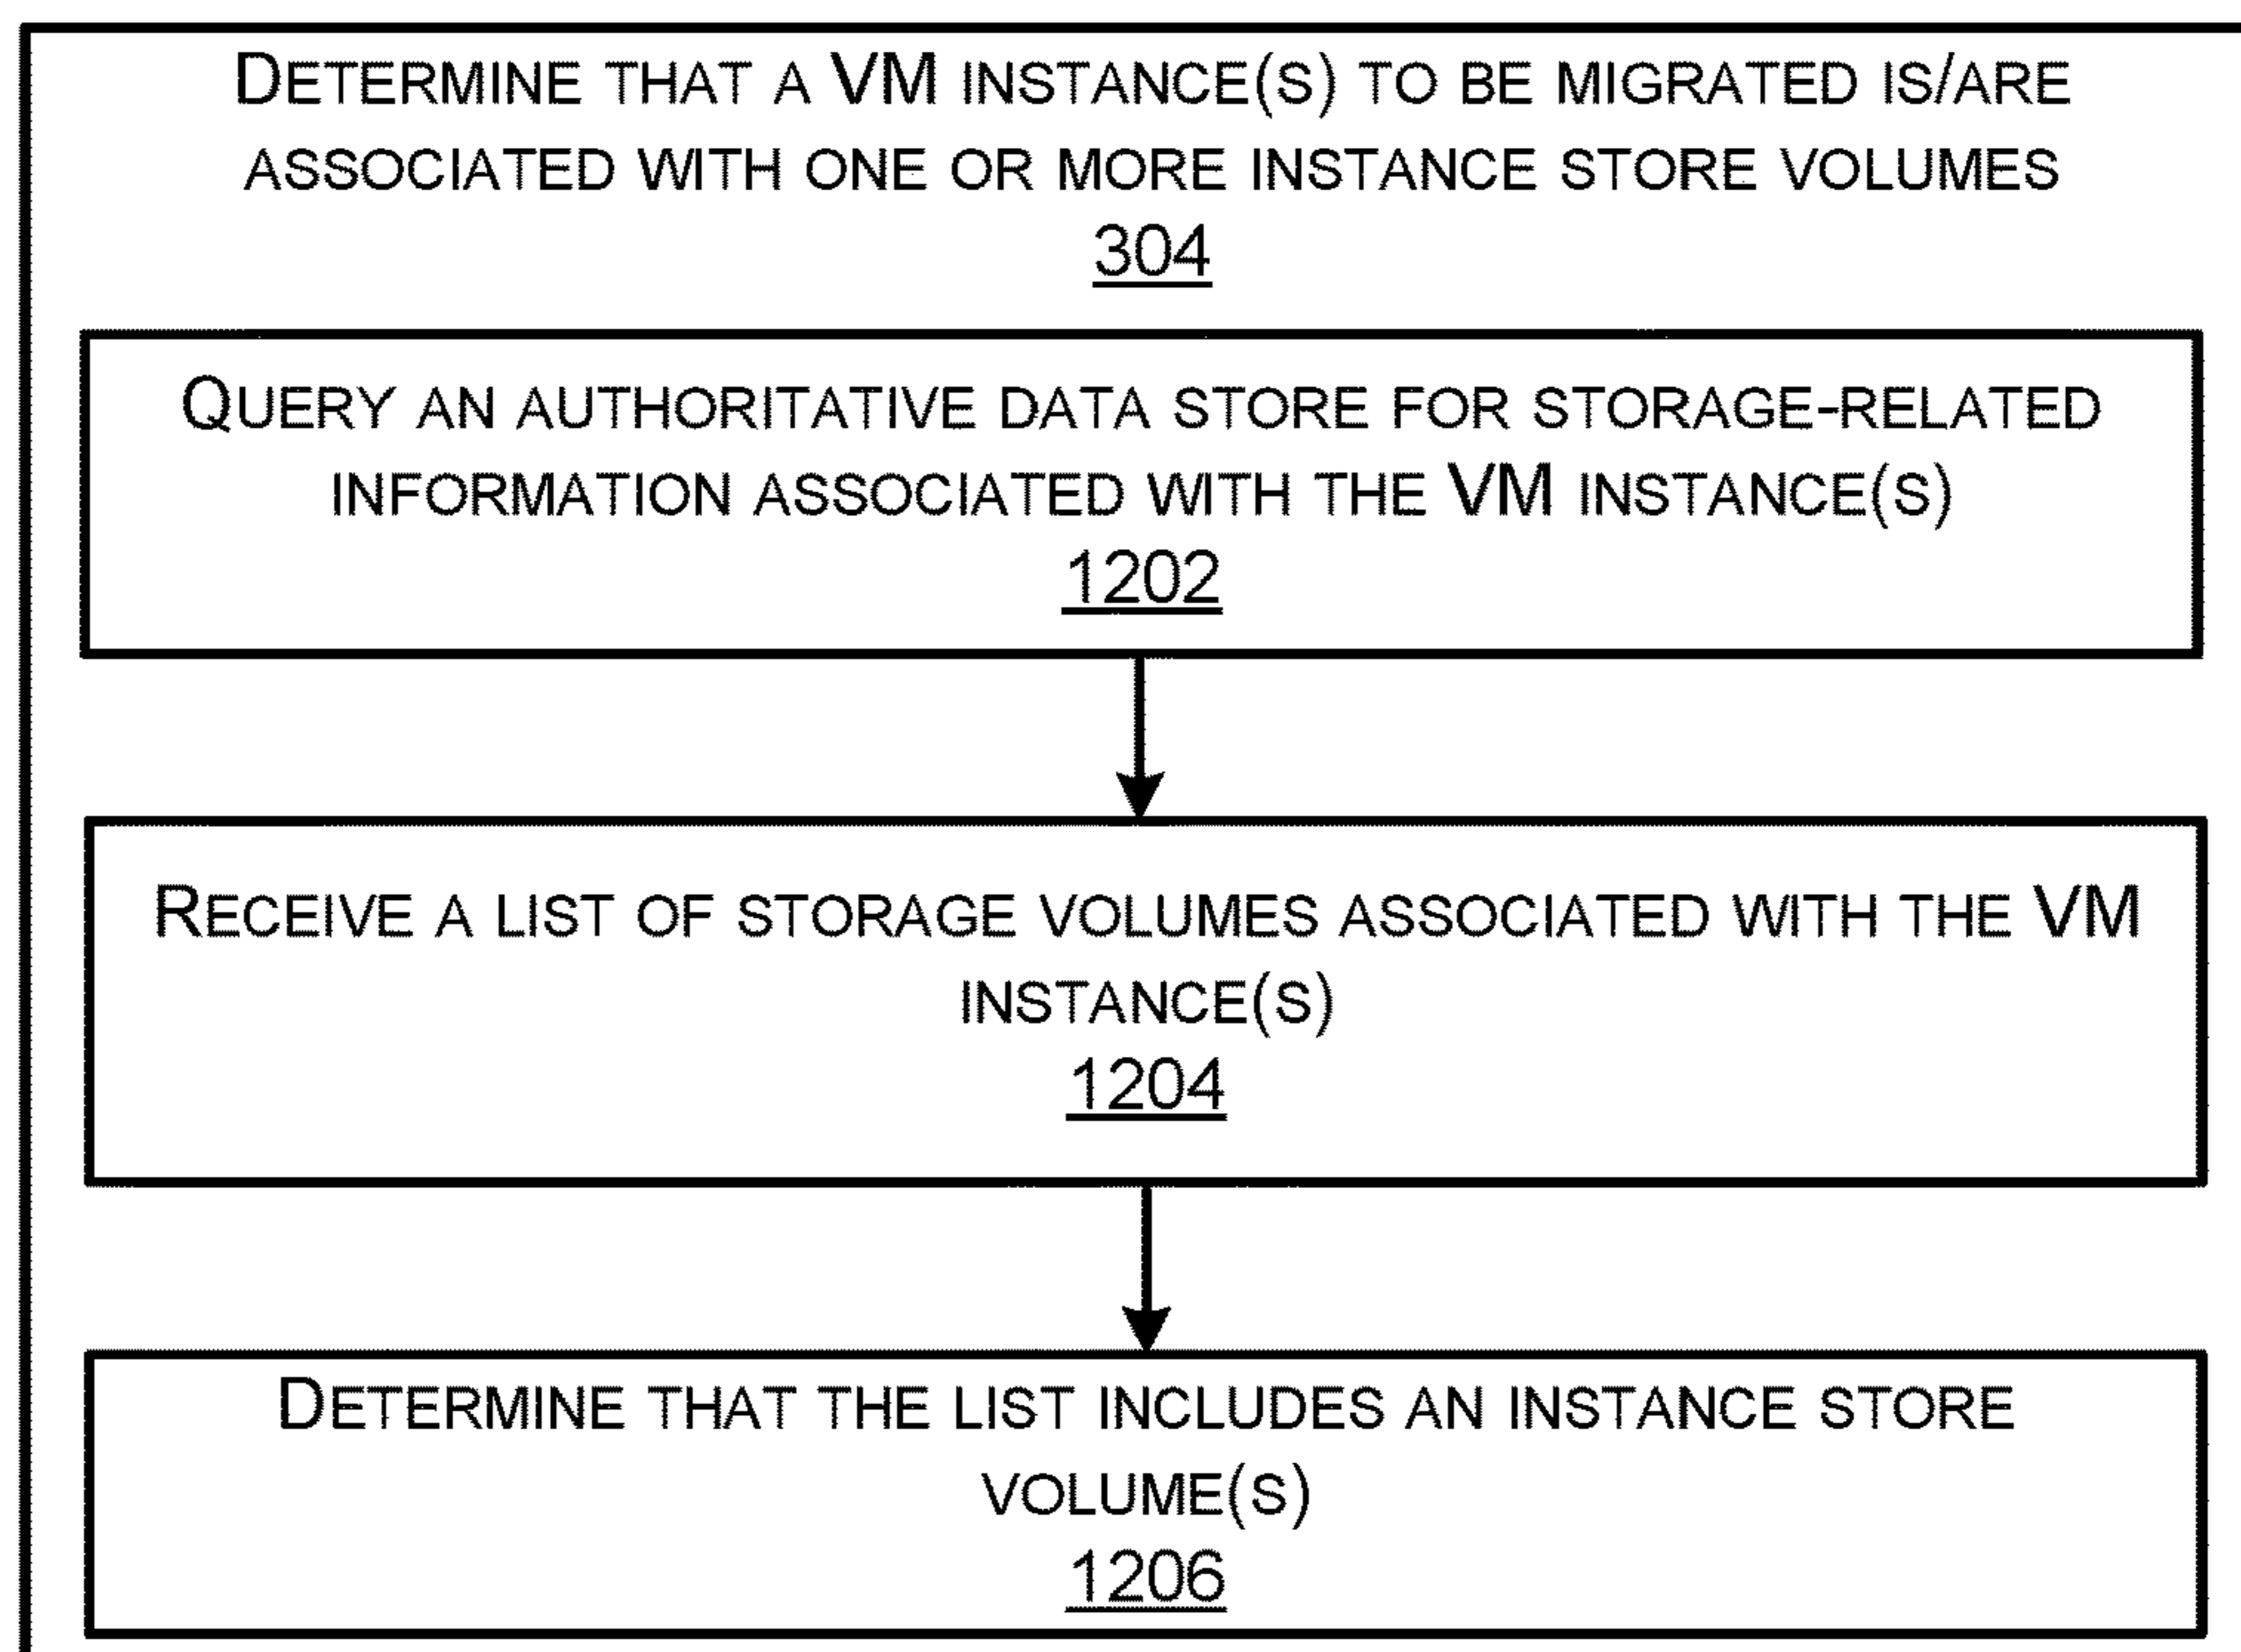 DETERMINE THAT A VM INSTANCE(S) TO BE MIGRATED IS/ARE
ASSOCIATED WITH ONE OR MORE INSTANCE STORE VOLUMES
304
QUERY AN AUTHORITATIVE DATA STORE FOR STORAGE-RELATED
INFORMATION ASSOCIATED WITH THE VM INSTANCE(S)
1202
RECEIVE A LIST OF STORAGE VOLUMES ASSOCIATED WITH THE VM
INSTANCE(S)
1204
DETERMINE THAT THE LIST INCLUDES AN INSTANCE STORE
VOLUME(S)
1206